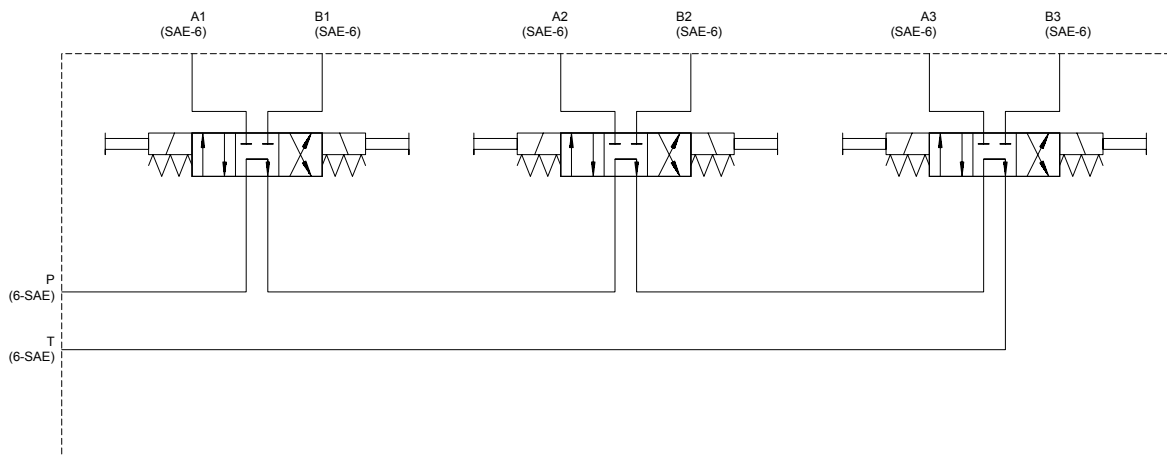 A1
(SAE-6)
B1
(SAE-6)
A2
(SAE-6)
B2
(SAE-6)
A3
(SAE-6)
B3
(SAE-6)
P
(6-SAE)
T
(6-SAE)